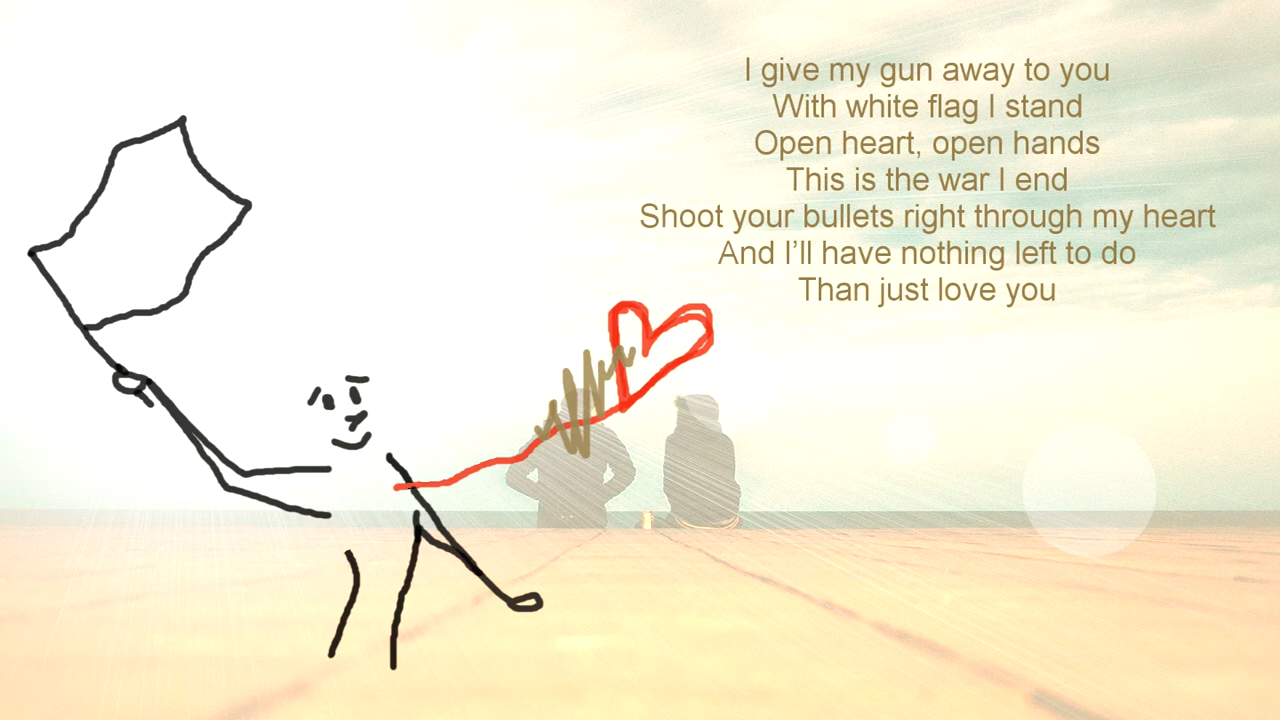 I give my gun away to you
With white flag I stand
Open heart, open hands
This is the war I end
Shoot your bullets right through my heart
And I’ll have nothing left to do
Than just love you